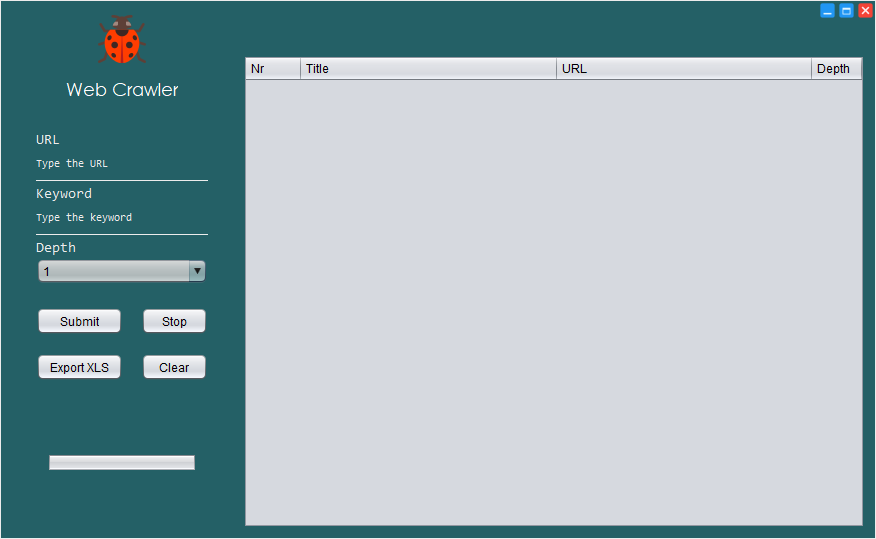 Web Crawler
URL
Type the URL
Keyword
Type the keyword
Depth
1
Submit Stop
Export XLS Clear
Nr Title URL Depth